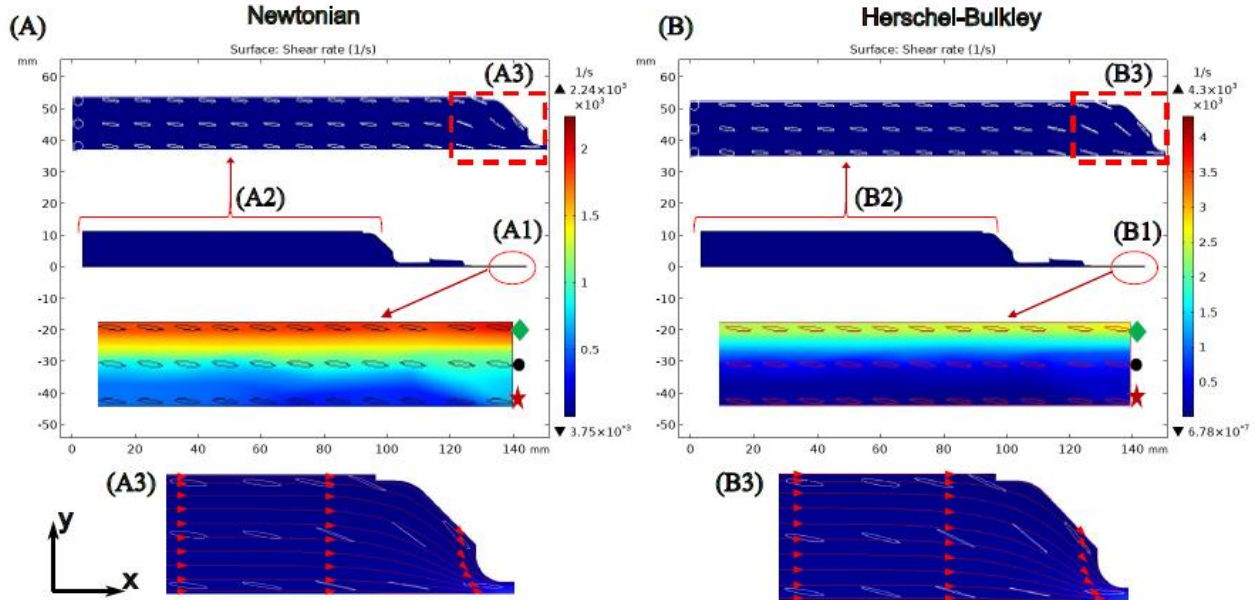 Newtonian
(A)
Surface: Shear rate (1/s)
mm
60
50
40
30
20
10
0
-10
-20
-30
-40
-50
0 20 40 60 80 100 120 140 mm
(A3)
(A2)
(A1)
1/s
▲ 2.24×10³
×10³
2
1.5
1
0.5
▼ 3.75×10⁻³
Herschel-Bulkley
(B)
Surface: Shear rate (1/s)
mm
60
50
40
30
20
10
0
-10
-20
-30
-40
-50
0 20 40 60 80 100 120 140 mm
(B3)
(B2)
(B1)
1/s
▲ 4.3×10³
×10³
4
3.5
3
2.5
2
1.5
1
0.5
▼ 6.78×10⁻⁷
(A3)
y
x
(B3)